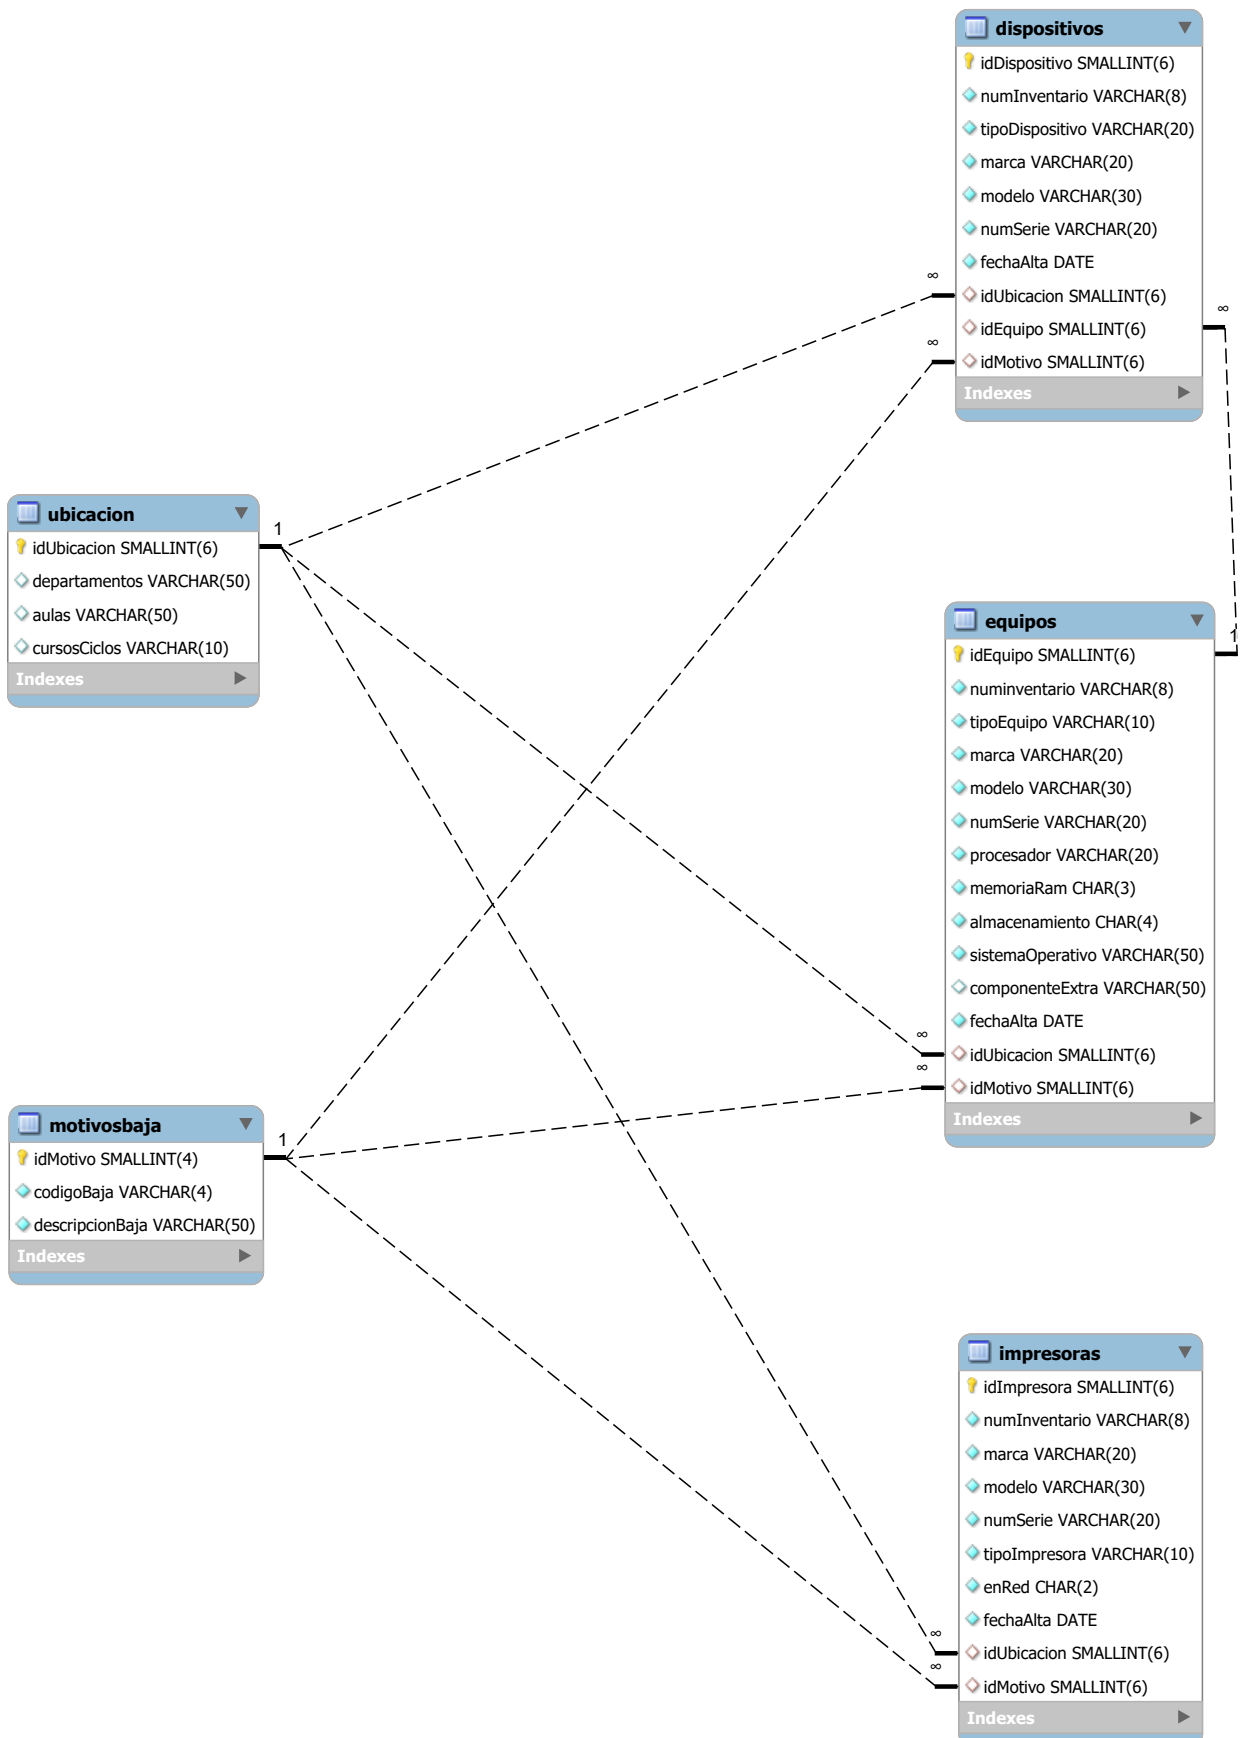 dispositivos
idDispositivo SMALLINT(6)
numInventario VARCHAR(8)
tipoDispositivo VARCHAR(20)
marca VARCHAR(20)
modelo VARCHAR(30)
numSerie VARCHAR(20)
fechaAlta DATE
idUbicacion SMALLINT(6)
idEquipo SMALLINT(6)
idMotivo SMALLINT(6)
Indexes
∞
∞
∞
ubicacion
idUbicacion SMALLINT(6)
departamentos VARCHAR(50)
aulas VARCHAR(50)
cursosCiclos VARCHAR(10)
Indexes
1
equipos
idEquipo SMALLINT(6)
numinventario VARCHAR(8)
tipoEquipo VARCHAR(10)
marca VARCHAR(20)
modelo VARCHAR(30)
numSerie VARCHAR(20)
procesador VARCHAR(20)
memoriaRam CHAR(3)
almacenamiento CHAR(4)
sistemaOperativo VARCHAR(50)
componenteExtra VARCHAR(50)
fechaAlta DATE
idUbicacion SMALLINT(6)
idMotivo SMALLINT(6)
Indexes
1
∞
∞
motivosbaja
idMotivo SMALLINT(4)
codigoBaja VARCHAR(4)
descripcionBaja VARCHAR(50)
Indexes
1
impresoras
idImpresora SMALLINT(6)
numInventario VARCHAR(8)
marca VARCHAR(20)
modelo VARCHAR(30)
numSerie VARCHAR(20)
tipoImpresora VARCHAR(10)
enRed CHAR(2)
fechaAlta DATE
idUbicacion SMALLINT(6)
idMotivo SMALLINT(6)
Indexes
∞
∞